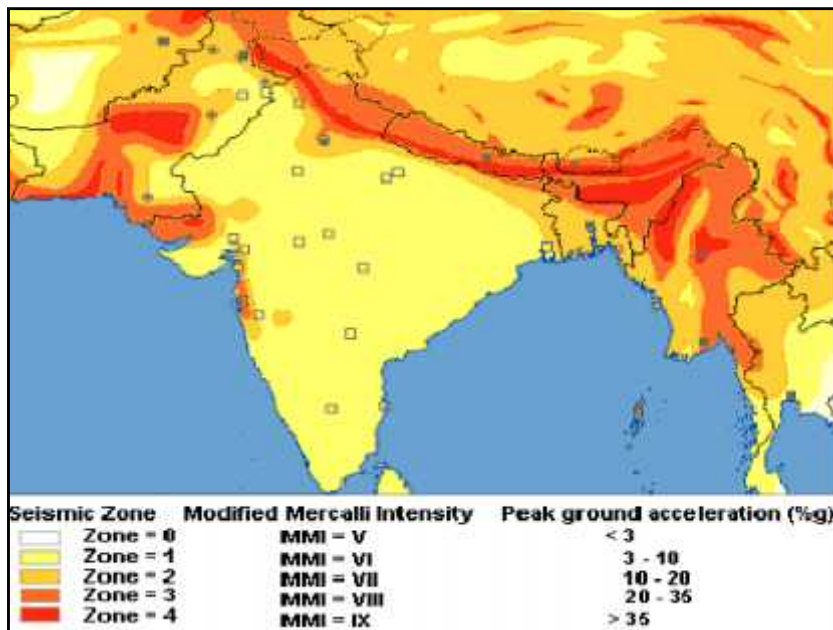 Seismic Zone Modified Mercalli Intensity Peak ground acceleration (%g)
Zone = 0 MMI = V < 3
Zone = 1 MMI = VI 3 - 10
Zone = 2 MMI = VII 10 - 20
Zone = 3 MMI = VIII 20 - 35
Zone = 4 MMI = IX > 35